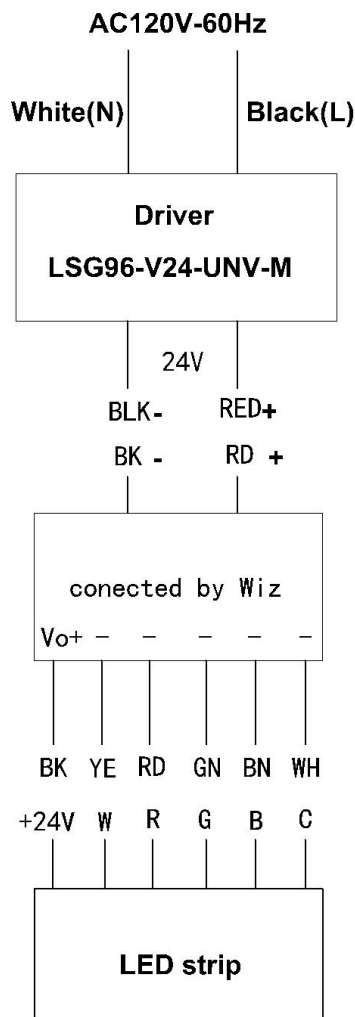 AC120V-60Hz
White(N) Black(L)
Driver
LSG96-V24-UNV-M
24V
BLK- RED+
BK - RD +
conected by Wiz
Vo+ - - - - -
BK YE RD GN BN WH
+24V W R G B C
LED strip